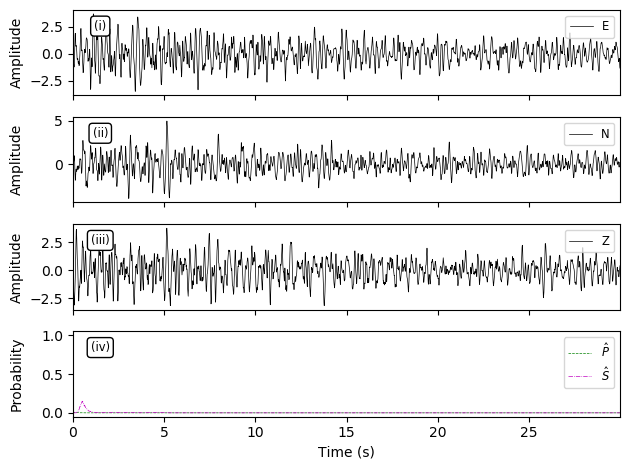 (i)
E
Amplitude
2.5
0.0
−2.5
(ii)
N
Amplitude
5
0
(iii)
Z
Amplitude
2.5
0.0
−2.5
(iv)
P̂
Ŝ
Probability
1.0
0.5
0.0
0 5 10 15 20 25
Time (s)